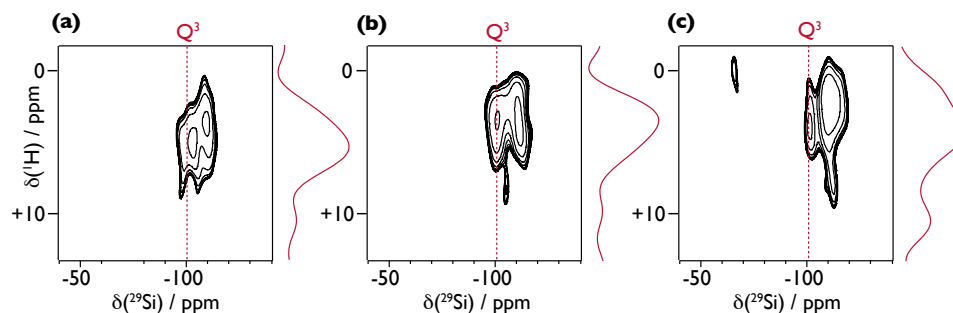 (a)
Q³
0
+10
δ(¹H) / ppm
-50
-100
δ(²⁹Si) / ppm
(b)
Q³
0
+10
-50
-100
δ(²⁹Si) / ppm
(c)
Q³
0
+10
-50
-100
δ(²⁹Si) / ppm